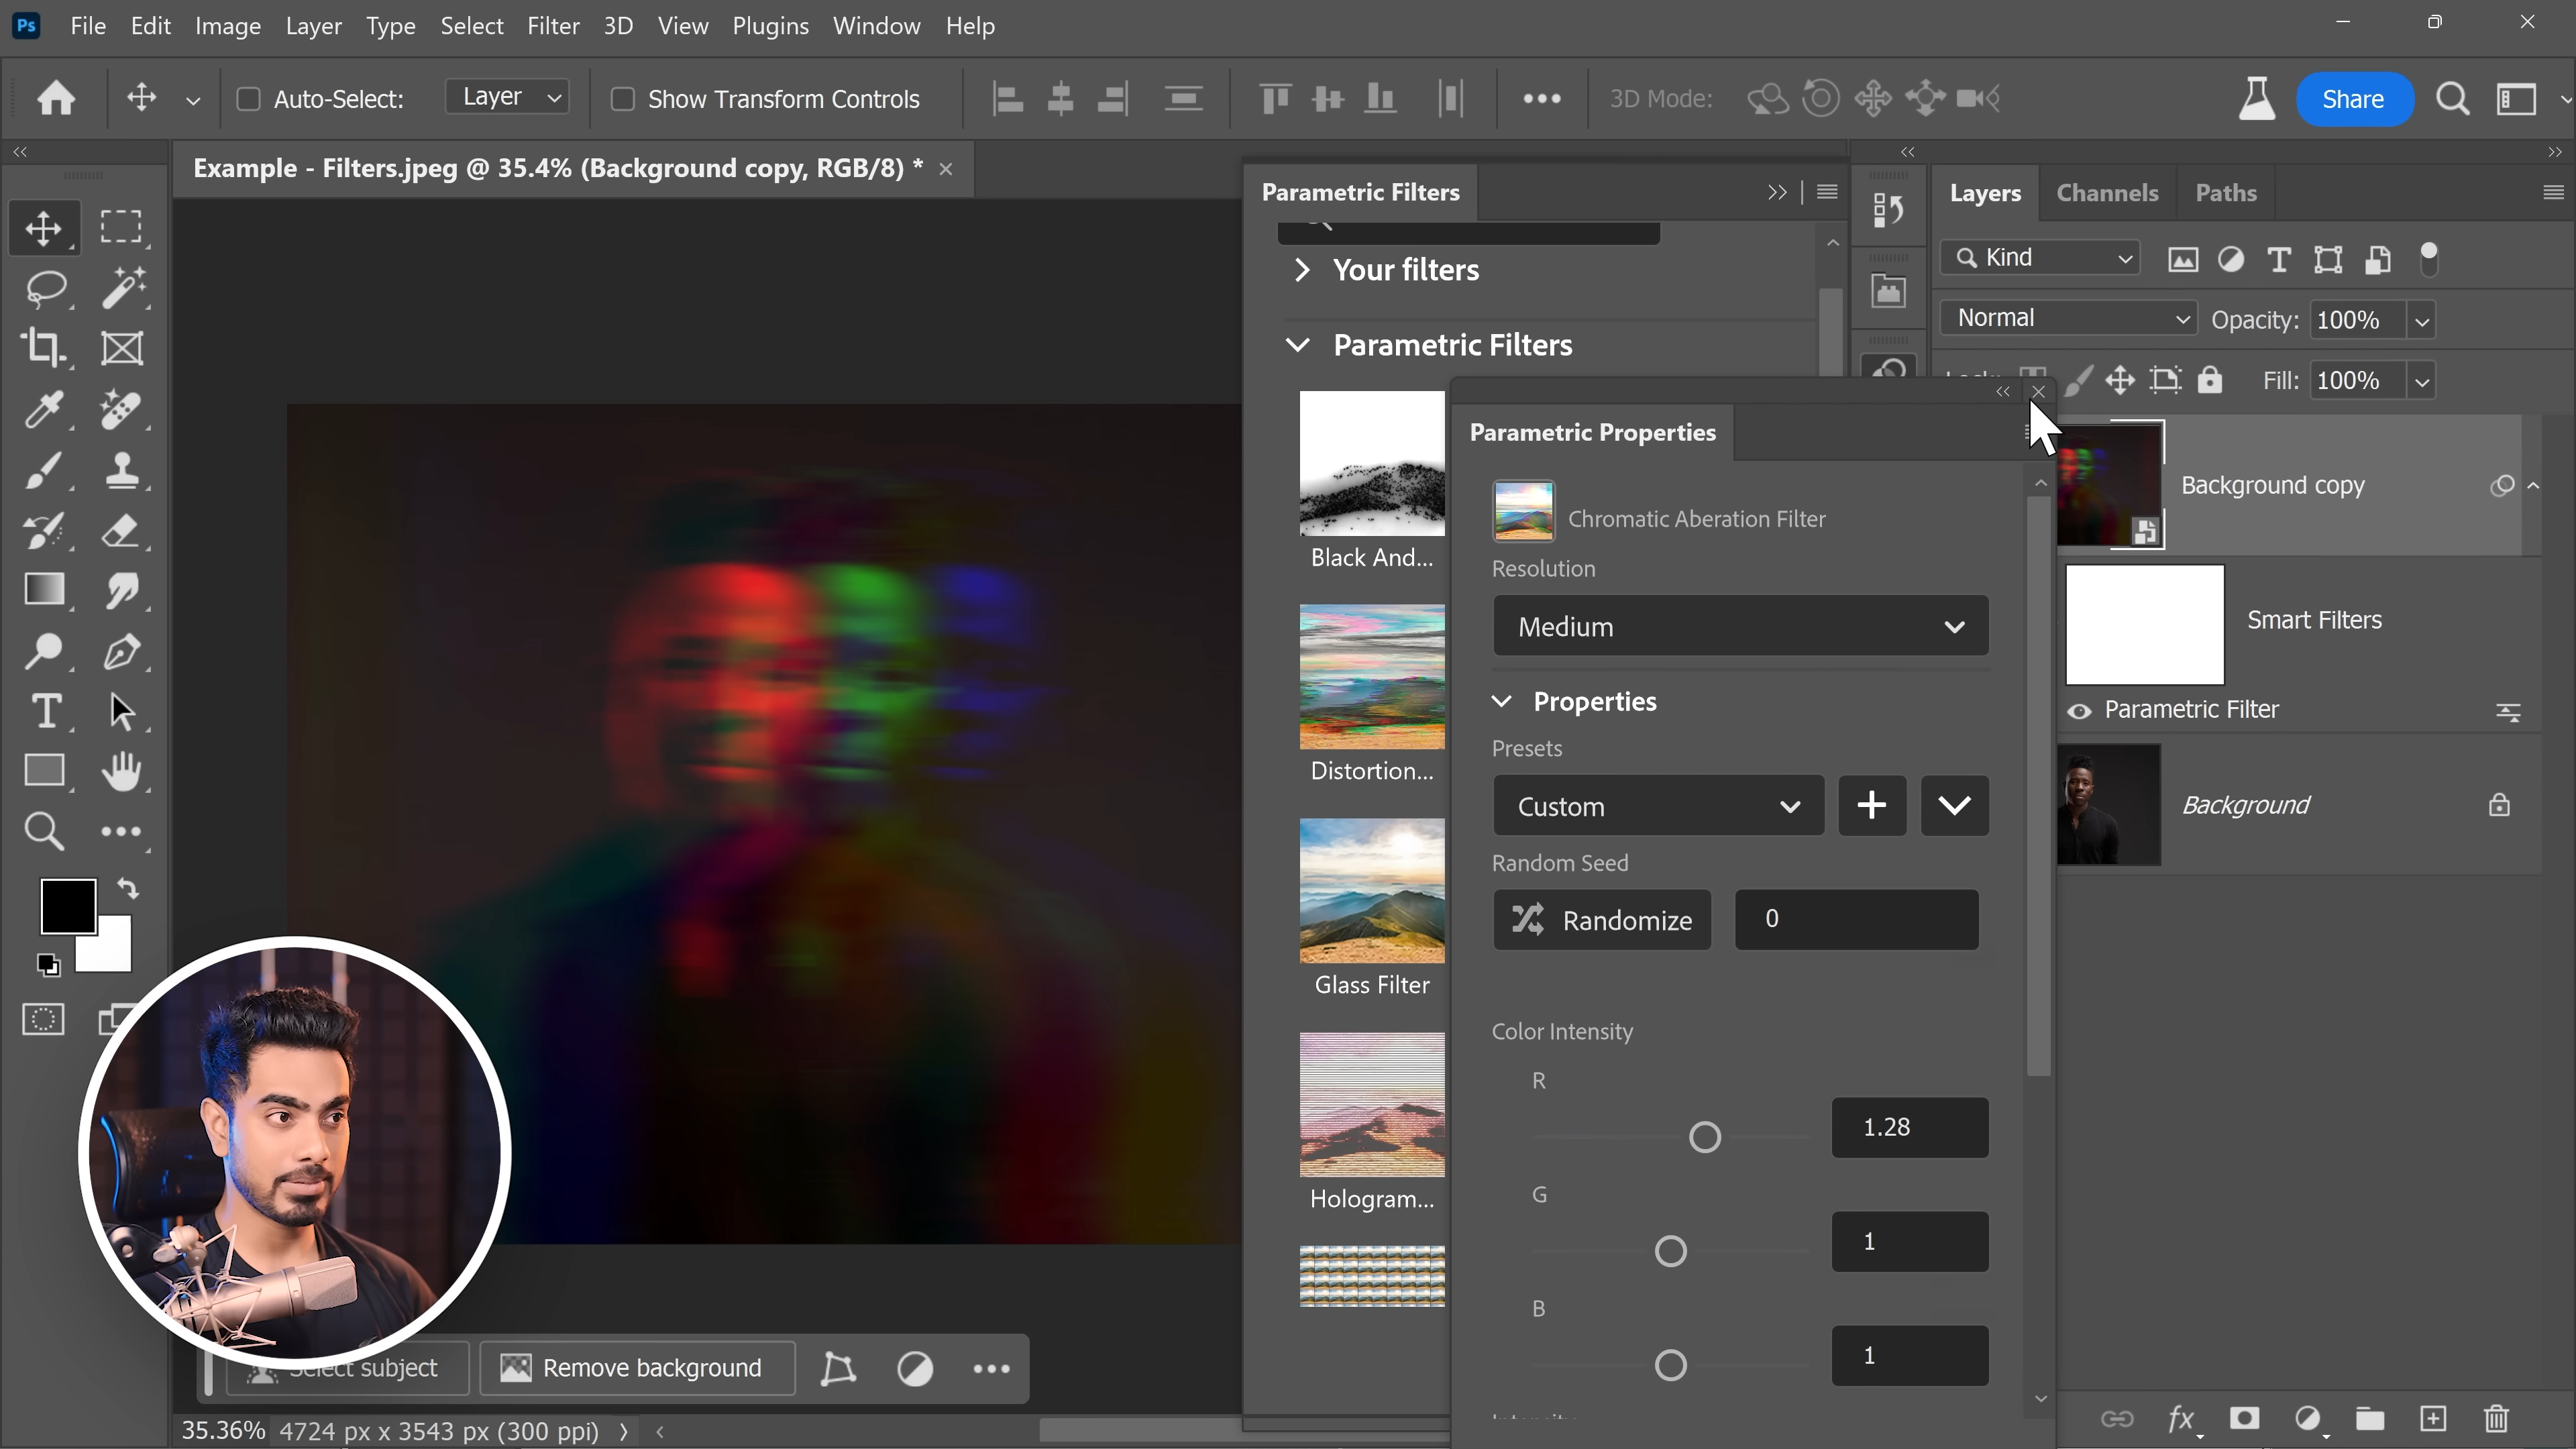 Ps File Edit Image Layer Type Select Filter 3D View Plugins Window Help
Auto-Select: Layer Show Transform Controls 3D Mode: Share
Example - Filters.jpeg @ 35.4% (Background copy, RGB/8) *
Parametric Filters
Your filters
Parametric Filters
Black And...
Distortion...
Glass Filter
Hologram...
Parametric Properties
Chromatic Aberation Filter
Resolution
Medium
Properties
Presets
Custom
Random Seed
Randomize 0
Color Intensity
R
1.28
G
1
B
1
Layers Channels Paths
Kind
Normal Opacity: 100%
Fill: 100%
Background copy
Smart Filters
Parametric Filter
Background
fx
Select subject Remove background
35.36% 4724 px x 3543 px (300 ppi)